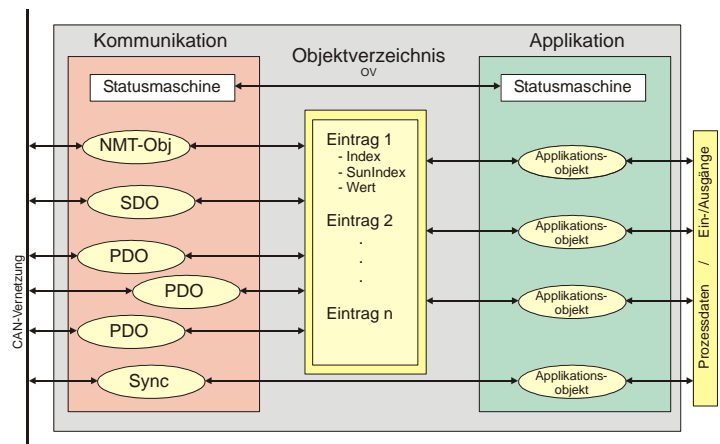 Kommunikation
Objektverzeichnis
OV
Applikation
Statusmaschine
Statusmaschine
NMT-Obj
SDO
PDO
PDO
PDO
Sync
Eintrag 1
- Index
- SunIndex
- Wert
Eintrag 2
.
.
.
Eintrag n
Applikations-
objekt
Applikations-
objekt
Applikations-
objekt
Applikations-
objekt
CAN-Vernetzung
Prozessdaten / Ein-/Ausgänge